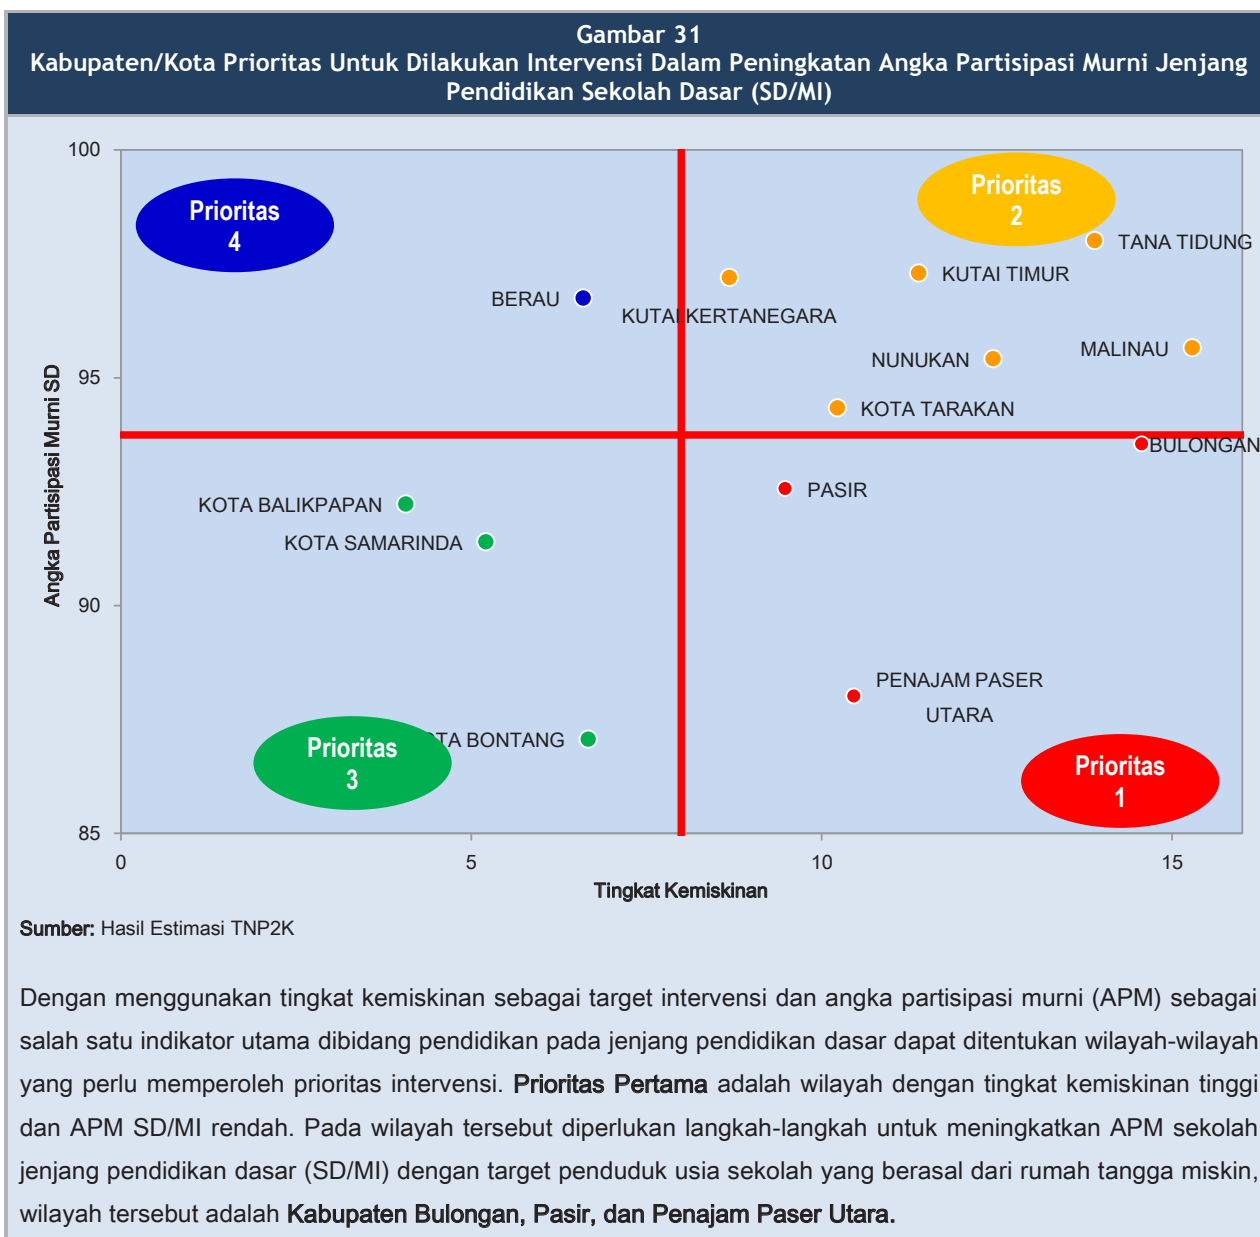 Gambar 31
Kabupaten/Kota Prioritas Untuk Dilakukan Intervensi Dalam Peningkatan Angka Partisipasi Murni Jenjang
Pendidikan Sekolah Dasar (SD/MI)
100
95
90
85
Angka Partisipasi Murni SD
Prioritas
4
Prioritas
2
TANA TIDUNG
KUTAI TIMUR
BERAU
KUTAI KERTANEGARA
MALINAU
NUNUKAN
KOTA TARAKAN
BULONGAN
PASIR
KOTA BALIKPAPAN
KOTA SAMARINDA
PENAJAM PASER
UTARA
BONTANG
Prioritas
3
Prioritas
1
0
5
10
15
Tingkat Kemiskinan
Sumber: Hasil Estimasi TNP2K
Dengan menggunakan tingkat kemiskinan sebagai target intervensi dan angka partisipasi murni (APM) sebagai
salah satu indikator utama dibidang pendidikan pada jenjang pendidikan dasar dapat ditentukan wilayah-wilayah
yang perlu memperoleh prioritas intervensi. Prioritas Pertama adalah wilayah dengan tingkat kemiskinan tinggi
dan APM SD/MI rendah. Pada wilayah tersebut diperlukan langkah-langkah untuk meningkatkan APM sekolah
jenjang pendidikan dasar (SD/MI) dengan target penduduk usia sekolah yang berasal dari rumah tangga miskin,
wilayah tersebut adalah Kabupaten Bulongan, Pasir, dan Penajam Paser Utara.